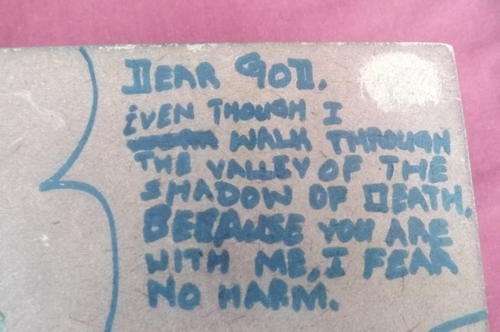 DEAR GOD,
EVEN THOUGH I
WALK THROUGH
THE VALLEY OF THE
SHADOW OF DEATH,
BECAUSE YOU ARE
WITH ME, I FEAR
NO HARM.